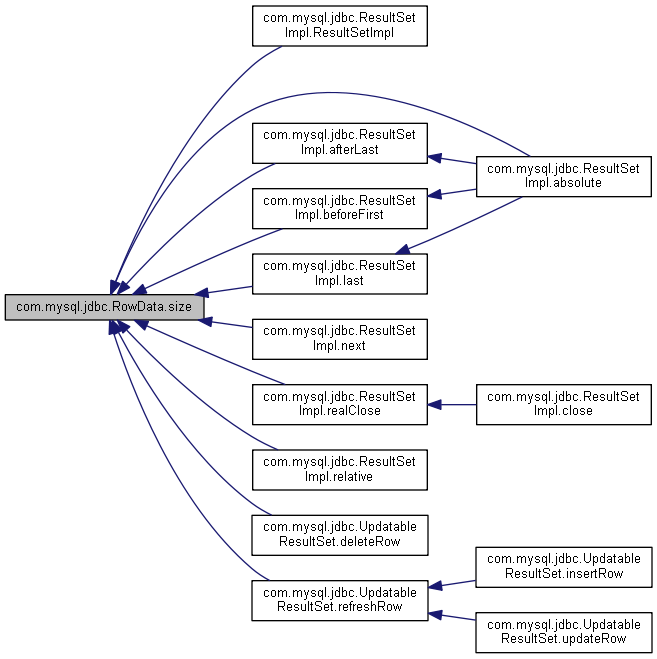 com.mysql.jdbc.ResultSet
Impl.ResultSetImpl
com.mysql.jdbc.ResultSet
Impl.afterLast
com.mysql.jdbc.ResultSet
Impl.absolute
com.mysql.jdbc.ResultSet
Impl.beforeFirst
com.mysql.jdbc.ResultSet
Impl.last
com.mysql.jdbc.RowData.size
com.mysql.jdbc.ResultSet
Impl.next
com.mysql.jdbc.ResultSet
Impl.realClose
com.mysql.jdbc.ResultSet
Impl.close
com.mysql.jdbc.ResultSet
Impl.relative
com.mysql.jdbc.Updatable
ResultSet.deleteRow
com.mysql.jdbc.Updatable
ResultSet.insertRow
com.mysql.jdbc.Updatable
ResultSet.refreshRow
com.mysql.jdbc.Updatable
ResultSet.updateRow